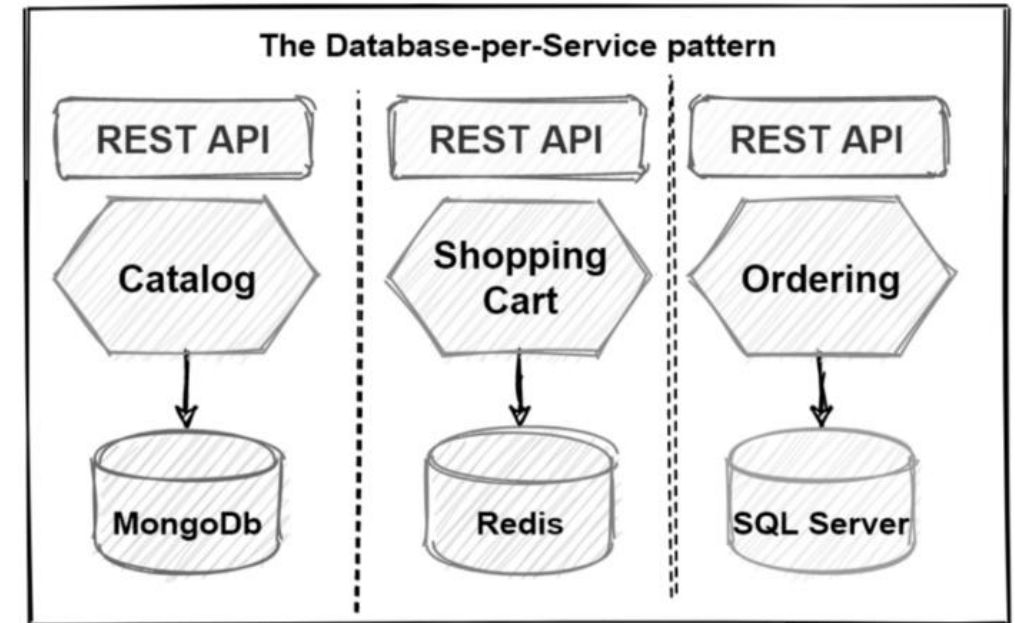 The Database-per-Service pattern
REST API
REST API
REST API
Catalog
Shopping
Cart
Ordering
MongoDb
Redis
SQL Server